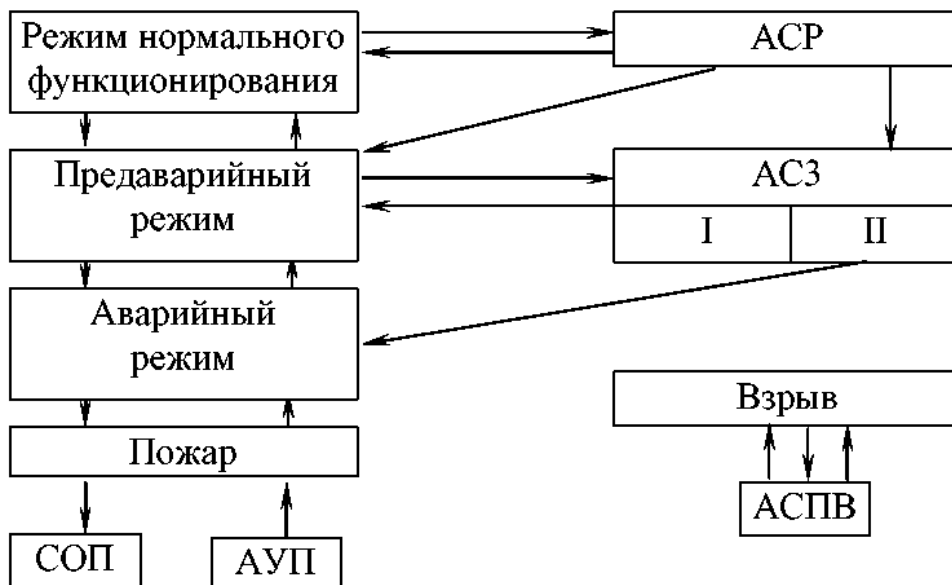 Режим нормального
функционирования
АСР
Предаварийный
режим
АСЗ
I
II
Аварийный
режим
Взрыв
Пожар
АСПВ
СОП
АУП